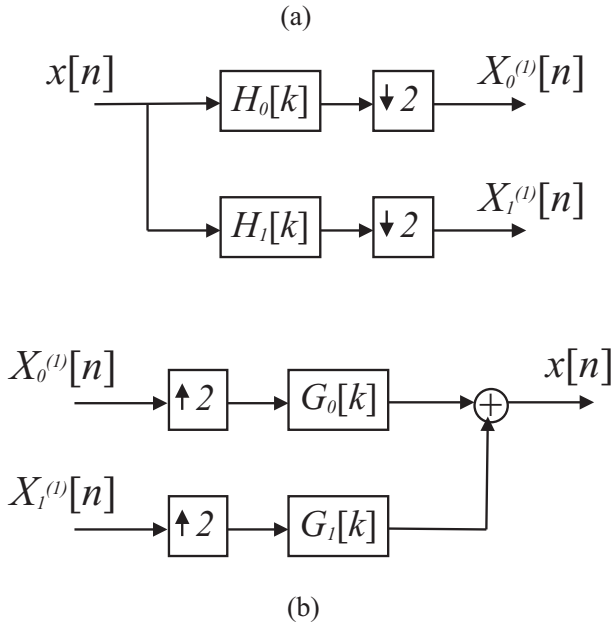 (a)
x[n] H₀[k] ↓2 X₀⁽¹⁾[n]
H₁[k] ↓2 X₁⁽¹⁾[n]
X₀⁽¹⁾[n] ↑2 G₀[k] + x[n]
X₁⁽¹⁾[n] ↑2 G₁[k]
(b)